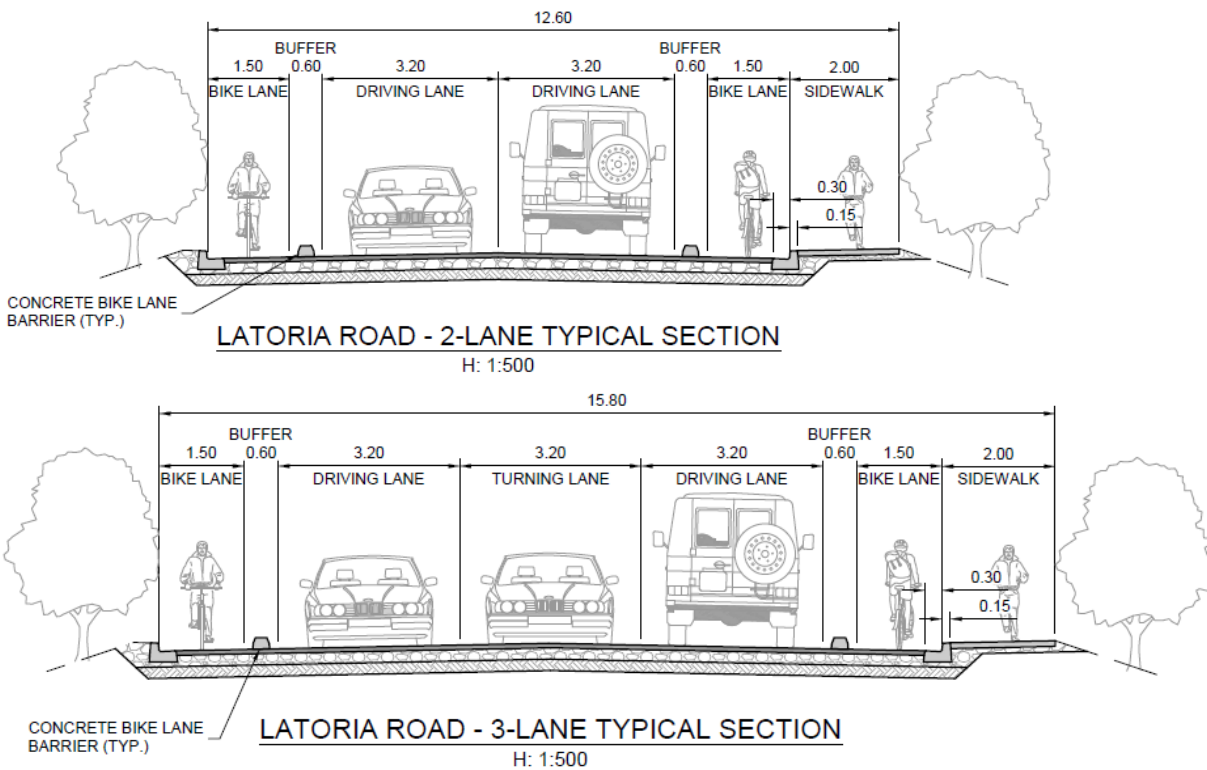 12.60
BUFFER BUFFER
1.50 0.60 3.20 3.20 0.60 1.50 2.00
BIKE LANE DRIVING LANE DRIVING LANE BIKE LANE SIDEWALK
0.30
0.15
CONCRETE BIKE LANE
BARRIER (TYP.)
LATORIA ROAD - 2-LANE TYPICAL SECTION
H: 1:500
15.80
BUFFER BUFFER
1.50 0.60 3.20 3.20 3.20 0.60 1.50 2.00
BIKE LANE DRIVING LANE TURNING LANE DRIVING LANE BIKE LANE SIDEWALK
0.30
0.15
CONCRETE BIKE LANE
BARRIER (TYP.)
LATORIA ROAD - 3-LANE TYPICAL SECTION
H: 1:500